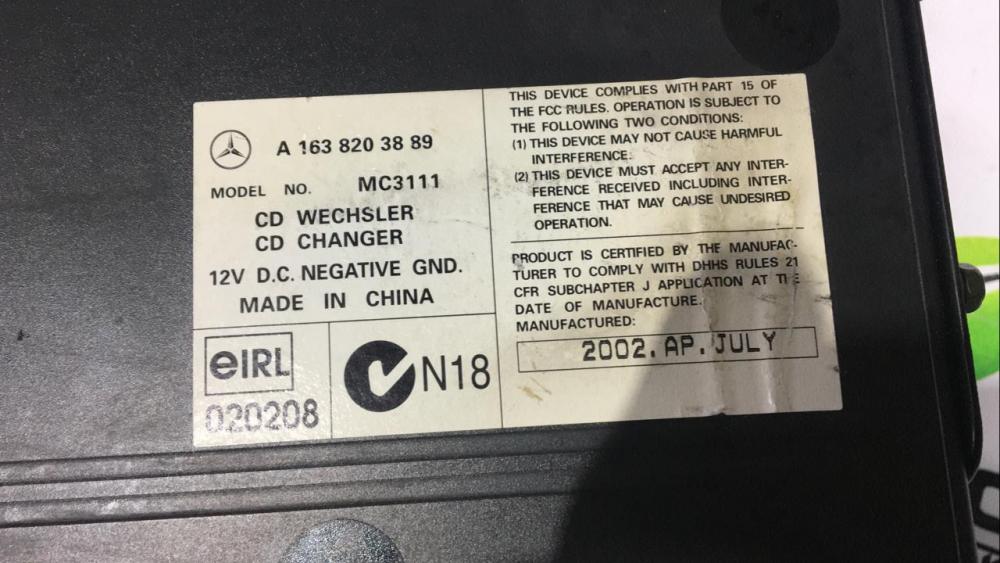 A 163 820 38 89
MODEL NO. MC3111
CD WECHSLER
CD CHANGER
12V D.C. NEGATIVE GND.
MADE IN CHINA
eIRL
020208
N18
THIS DEVICE COMPLIES WITH PART 15 OF
THE FCC RULES. OPERATION IS SUBJECT TO
THE FOLLOWING TWO CONDITIONS:
(1) THIS DEVICE MAY NOT CAUSE HARMFUL
INTERFERENCE.
(2) THIS DEVICE MUST ACCEPT ANY INTER-
FERENCE RECEIVED INCLUDING INTER-
FERENCE THAT MAY CAUSE UNDESIRED
OPERATION.
PRODUCT IS CERTIFIED BY THE MANUFAC-
TURER TO COMPLY WITH DHHS RULES 21
CFR SUBCHAPTER J APPLICATION AT THE
DATE OF MANUFACTURE.
MANUFACTURED:
2002. AP. JULY